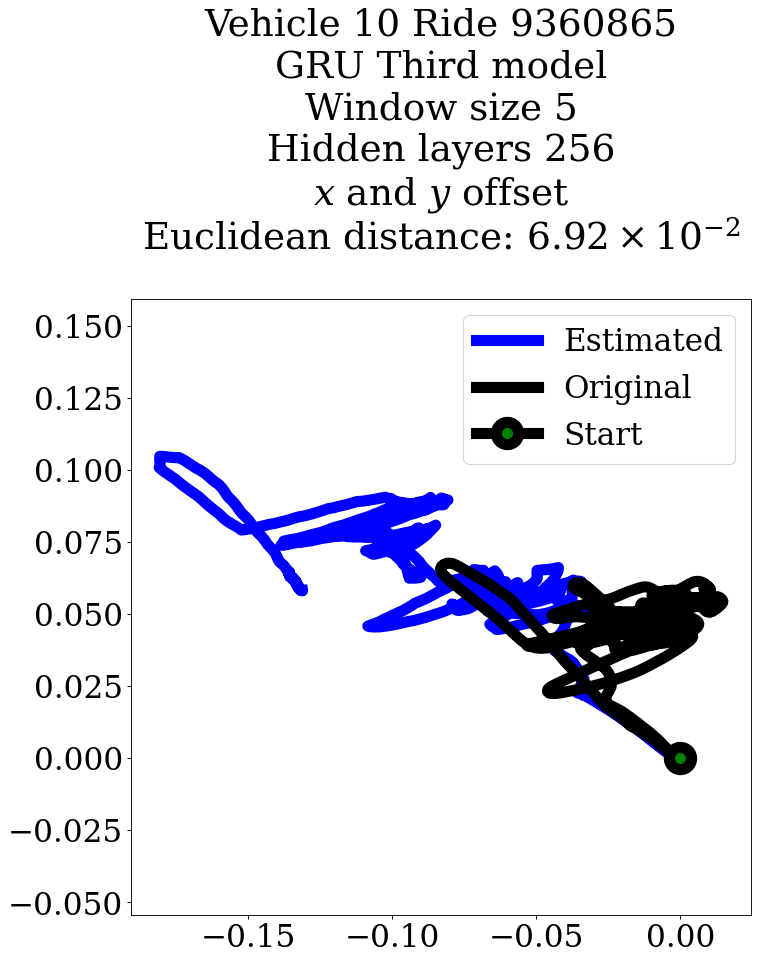 Vehicle 10 Ride 9360865
GRU Third model
Window size 5
Hidden layers 256
x and y offset
Euclidean distance: 6.92 × 10⁻²
Estimated
Original
Start
0.150
0.125
0.100
0.075
0.050
0.025
0.000
−0.025
−0.050
−0.15 −0.10 −0.05 0.00